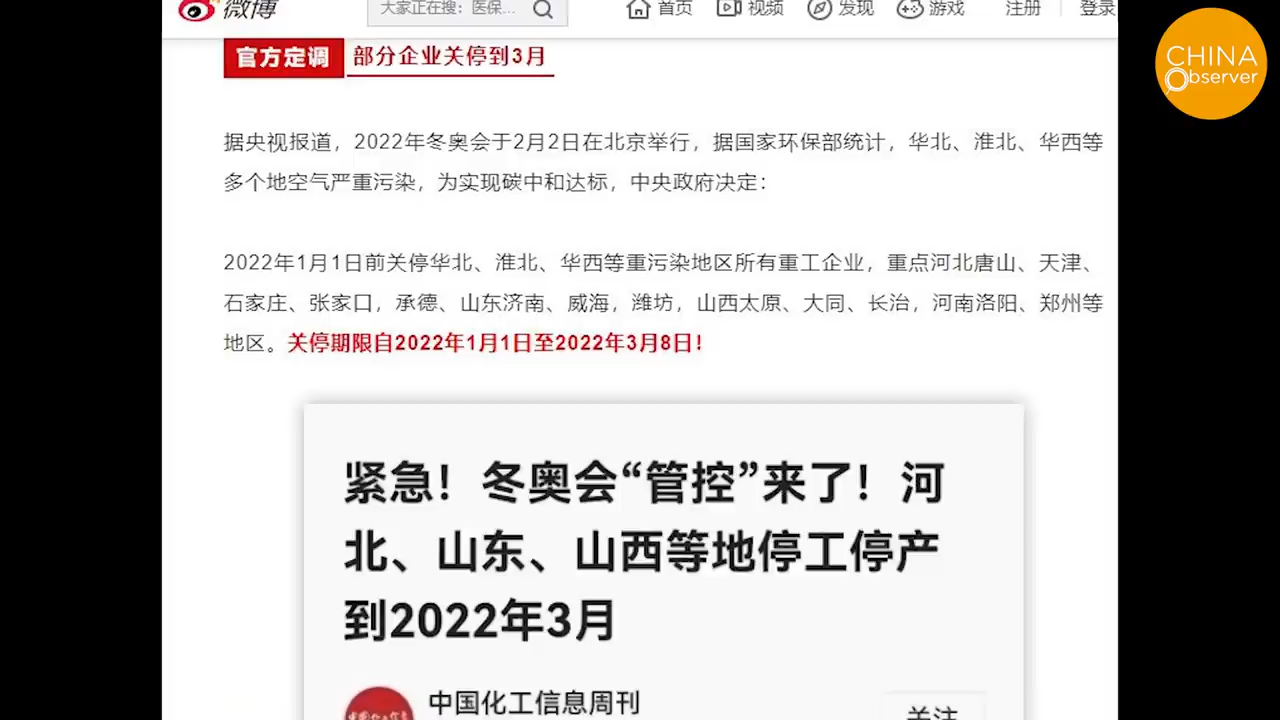 微博
大家正在搜：医保...
首页 视频 发现 游戏 注册 登录
CHINA
Observer
官方定调 部分企业关停到3月
据央视报道，2022年冬奥会于2月2日在北京举行，据国家环保部统计，华北、淮北、华西等
多个地空气严重污染，为实现碳中和达标，中央政府决定：
2022年1月1日前关停华北、淮北、华西等重污染地区所有重工企业，重点河北唐山、天津、
石家庄、张家口，承德、山东济南、威海，潍坊，山西太原、大同、长治，河南洛阳、郑州等
地区。关停期限自2022年1月1日至2022年3月8日！
紧急！冬奥会“管控”来了！河
北、山东、山西等地停工停产
到2022年3月
中国化工信息周刊
关注